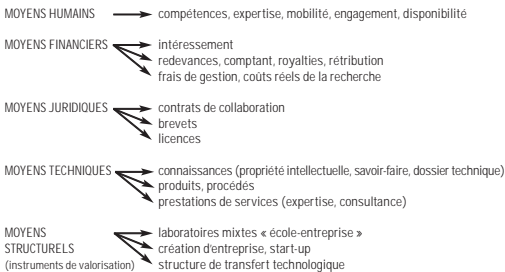 MOYENS HUMAINS compétences, expertise, mobilité, engagement, disponibilité
MOYENS FINANCIERS intéressement
redevances, comptant, royalties, rétribution
frais de gestion, coûts réels de la recherche
MOYENS JURIDIQUES contrats de collaboration
brevets
licences
MOYENS TECHNIQUES connaissances (propriété intellectuelle, savoir-faire, dossier technique)
produits, procédés
prestations de services (expertise, consultance)
MOYENS laboratoires mixtes « école-entreprise »
STRUCTURELS création d'entreprise, start-up
(instruments de valorisation) structure de transfert technologique